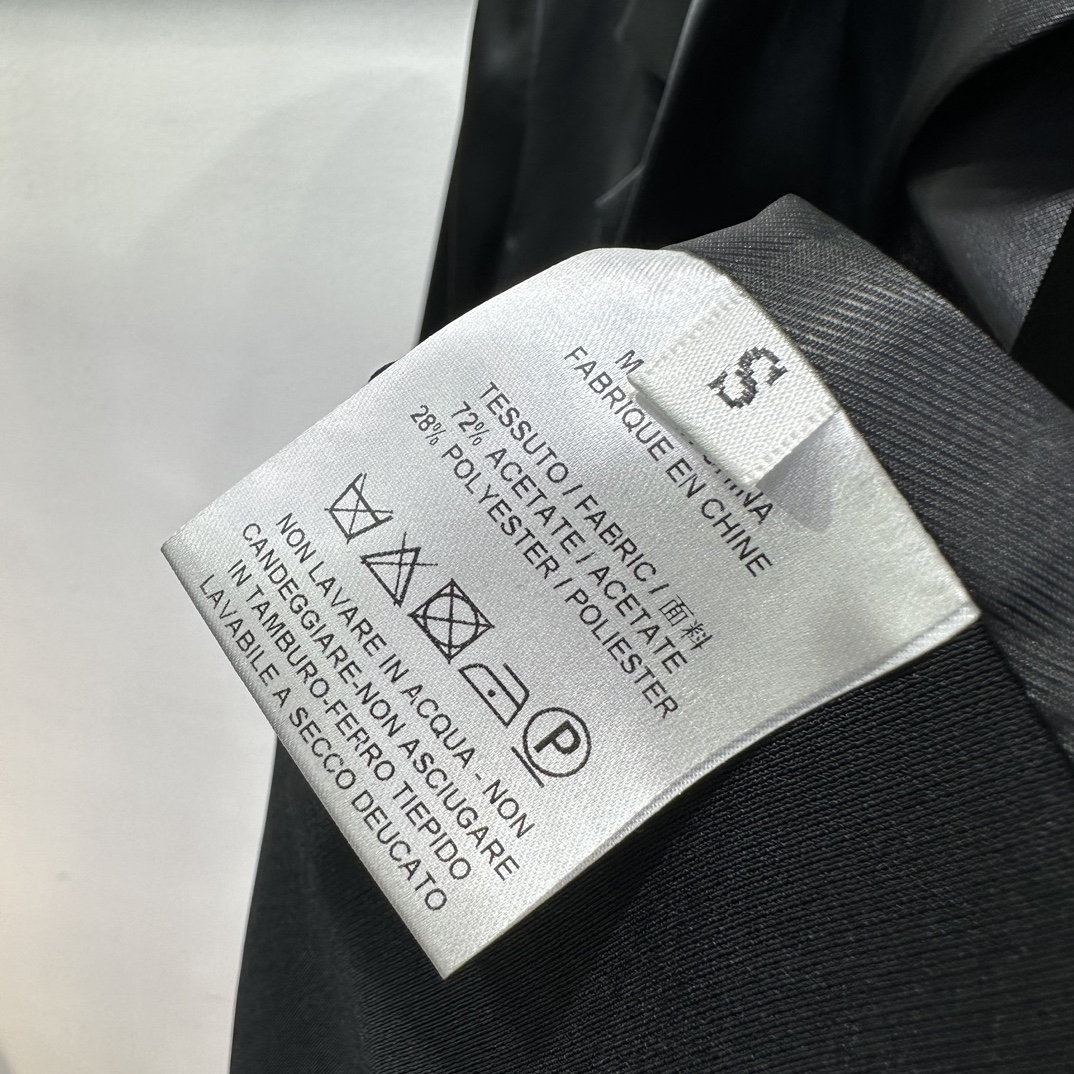 S
CHINA
FABRIQUE EN CHINE
TESSUTO / FABRIC / 面料
72% ACETATE / ACETATE
28% POLYESTER / POLIESTER
P
NON LAVARE IN ACQUA - NON
CANDEGGIARE-NON ASCIUGARE
IN TAMBURO-FERRO TIEPIDO
LAVABILE A SECCO DEUCATO